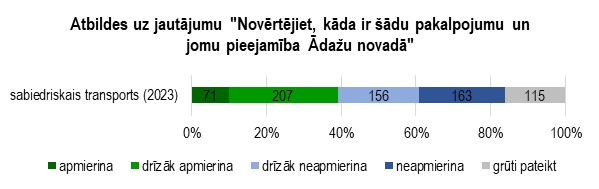 Atbildes uz jautājumu "Novērtējiet, kāda ir šādu pakalpojumu un
jomu pieejamība Ādažu novadā"
sabiedriskais transports (2023) 71 207 156 163 115
0% 20% 40% 60% 80% 100%
apmierina drīzāk apmierina drīzāk neapmierina neapmierina grūti pateikt